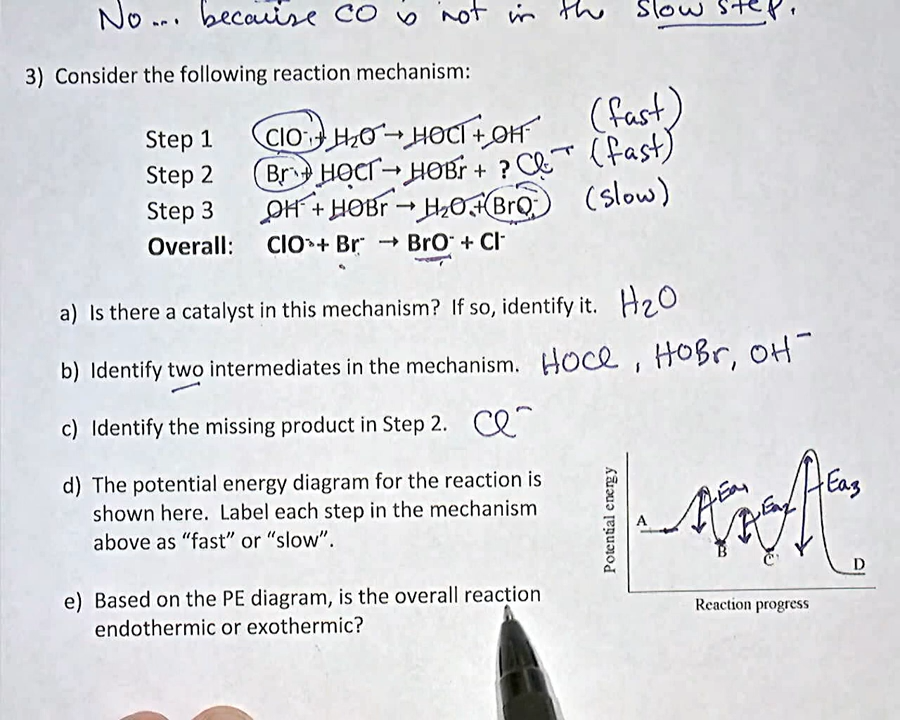 No... because CO is not in the slow step.
3) Consider the following reaction mechanism:
Step 1 ClO⁻ + H₂O → HOCl + OH⁻ (fast)
Step 2 Br⁻ + HOCl → HOBr + ? Cl⁻ (fast)
Step 3 OH⁻ + HOBr → H₂O + BrO⁻ (slow)
Overall: ClO⁻ + Br⁻ → BrO⁻ + Cl⁻
a) Is there a catalyst in this mechanism? If so, identify it. H₂O
b) Identify two intermediates in the mechanism. HOCl, HOBr, OH⁻
c) Identify the missing product in Step 2. Cl⁻
d) The potential energy diagram for the reaction is
shown here. Label each step in the mechanism
above as "fast" or "slow".
Potential energy
A
Ea₁
B
Ea₂
C
Ea₃
D
Reaction progress
e) Based on the PE diagram, is the overall reaction
endothermic or exothermic?